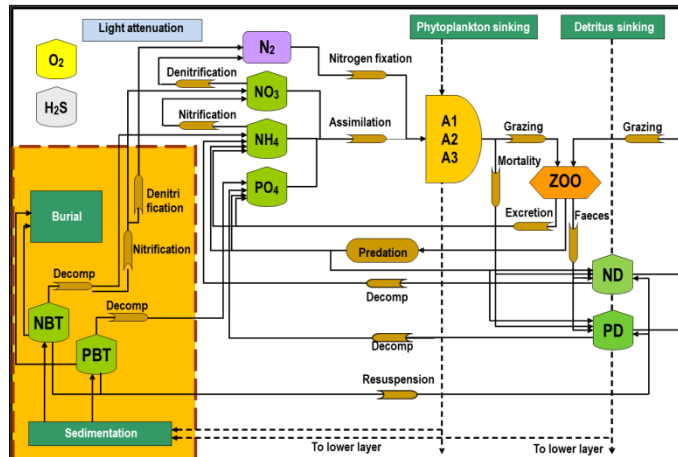 Light attenuation
Phytoplankton sinking
Detritus sinking
O₂
N₂
Nitrogen fixation
Denitrification
H₂S
NO₃
Nitrification
Assimilation
A1
A2
A3
Grazing
Grazing
NH₄
Mortality
ZOO
PO₄
Denitri
fication
Excretion
Faeces
Burial
Nitrification
Predation
Decomp
ND
Decomp
NBT
Decomp
PD
PBT
Decomp
Resuspension
Sedimentation
To lower layer
To lower layer